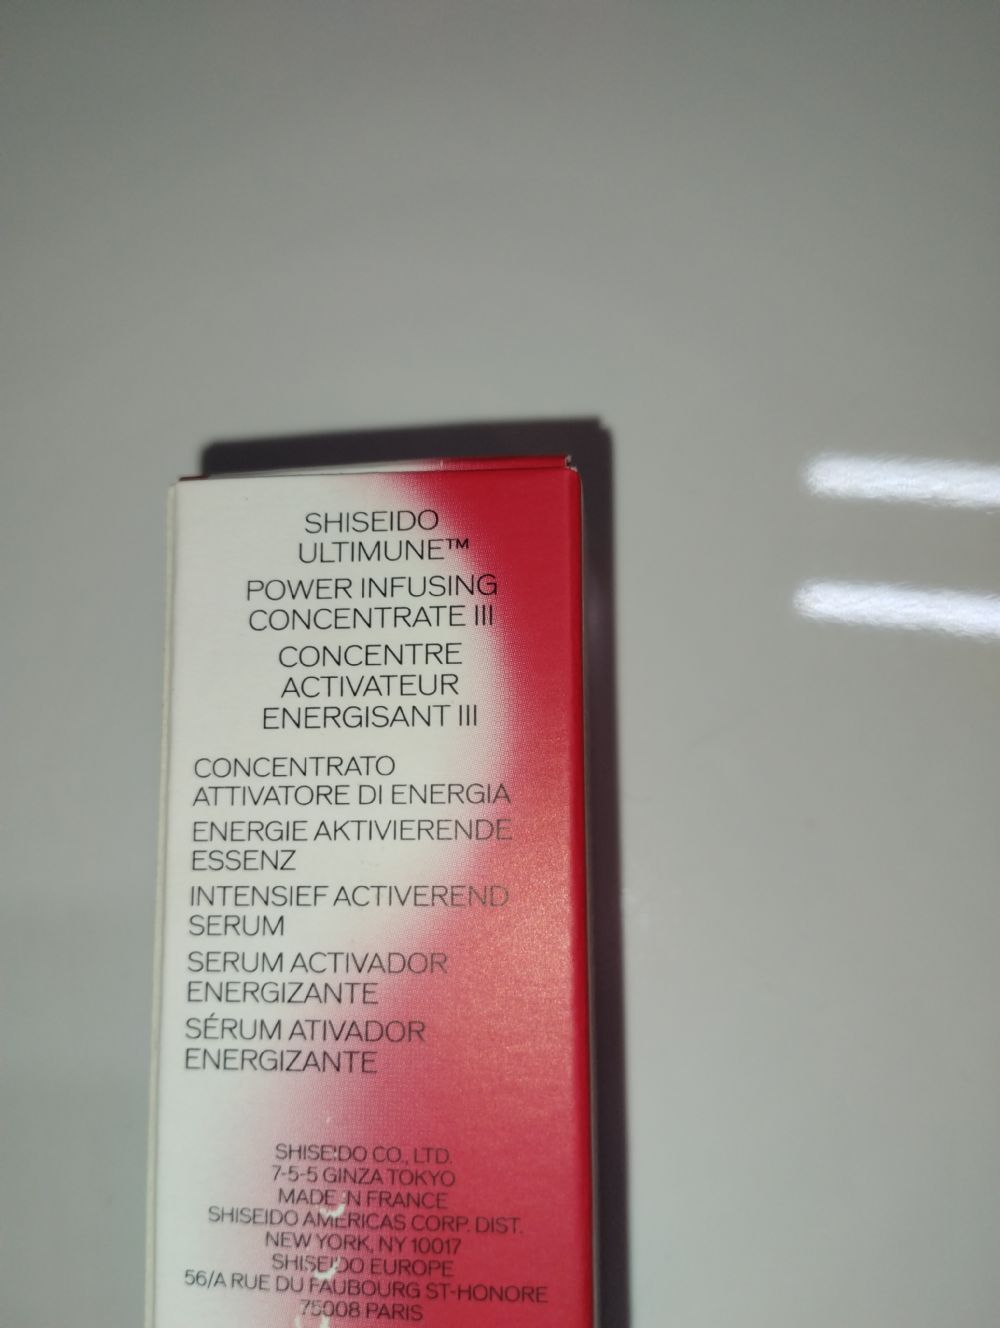 SHISEIDO
ULTIMUNE™
POWER INFUSING
CONCENTRATE III
CONCENTRE
ACTIVATEUR
ENERGISANT III
CONCENTRATO
ATTIVATORE DI ENERGIA
ENERGIE AKTIVIERENDE
ESSENZ
INTENSIEF ACTIVEREND
SERUM
SERUM ACTIVADOR
ENERGIZANTE
SÉRUM ATIVADOR
ENERGIZANTE
SHISEIDO CO., LTD.
7-5-5 GINZA TOKYO
MADE IN FRANCE
SHISEIDO AMERICAS CORP. DIST.
NEW YORK, NY 10017
SHISEIDO EUROPE
56/A RUE DU FAUBOURG ST-HONORE
75008 PARIS